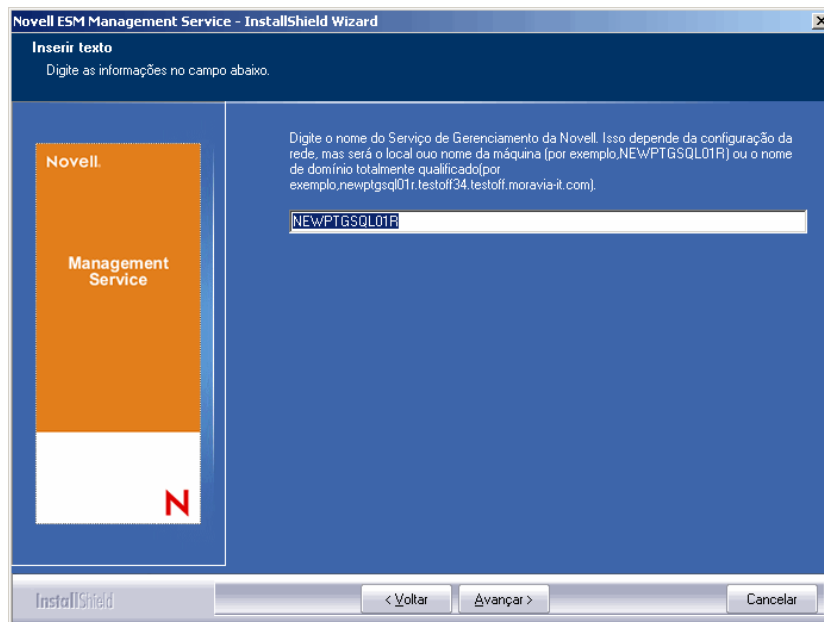 Novell ESM Management Service - InstallShield Wizard
Inserir texto
Digite as informações no campo abaixo.
Digite o nome do Serviço de Gerenciamento da Novell. Isso depende da configuração da
rede, mas será o local ouo nome da máquina (por exemplo,NEWPTGSQL01R) ou o nome
de domínio totalmente qualificado(por
exemplo,newptgsql01r.testoff34.testoff.moravia-it.com).
NEWPTGSQL01R
Novell.
Management
Service
N
InstallShield
< Voltar
Avançar >
Cancelar